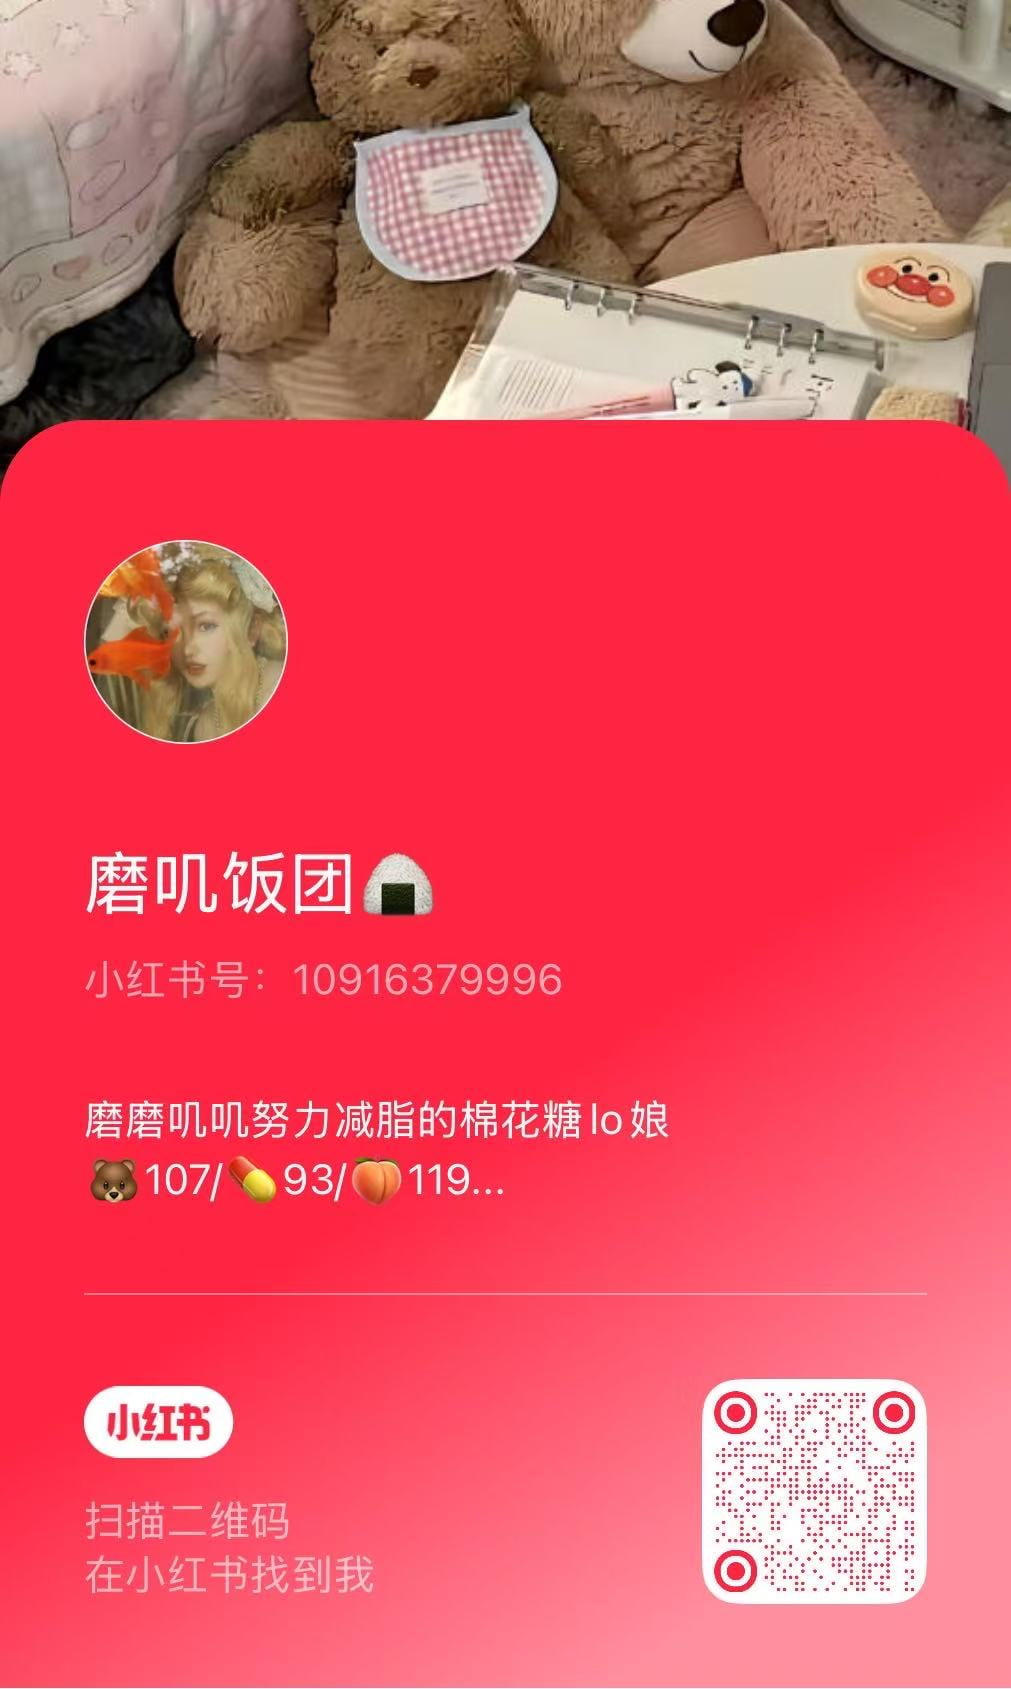 磨叽饭团🍙
小红书号：10916379996
磨磨叽叽努力减脂的棉花糖lo娘
🐻107/💊93/🍑119...
小红书
扫描二维码
在小红书找到我